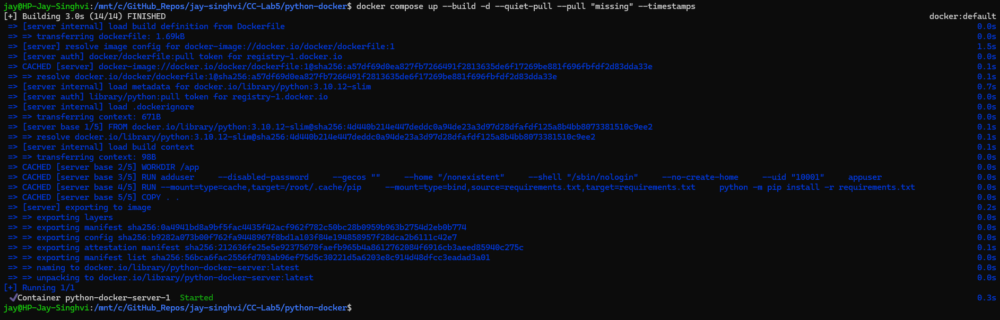 jay@HP-Jay-Singhvi:/mnt/c/GitHub_Repos/jay-singhvi/CC-Lab5/python-docker$ docker compose up --build -d --quiet-pull --pull "missing" --timestamps
[+] Building 3.0s (14/14) FINISHED docker:default
=> [server internal] load build definition from Dockerfile 0.0s
=> => transferring dockerfile: 1.69kB 0.0s
=> [server] resolve image config for docker-image://docker.io/docker/dockerfile:1 1.5s
=> [server auth] docker/dockerfile:pull token for registry-1.docker.io 0.0s
=> CACHED [server] docker-image://docker.io/docker/dockerfile:1@sha256:a57df69d0ea827fb7266491f2813635de6f17269be881f696fbfdf2d83dda33e 0.1s
=> => resolve docker.io/docker/dockerfile:1@sha256:a57df69d0ea827fb7266491f2813635de6f17269be881f696fbfdf2d83dda33e 0.1s
=> [server internal] load metadata for docker.io/library/python:3.10.12-slim 0.7s
=> [server auth] library/python:pull token for registry-1.docker.io 0.0s
=> [server internal] load .dockerignore 0.0s
=> => transferring context: 671B 0.0s
=> [server base 1/5] FROM docker.io/library/python:3.10.12-slim@sha256:4d440b214e447deddc0a94de23a3d97d28dfafdf125a8b4bb8073381510c9ee2 0.1s
=> => resolve docker.io/library/python:3.10.12-slim@sha256:4d440b214e447deddc0a94de23a3d97d28dfafdf125a8b4bb8073381510c9ee2 0.1s
=> [server internal] load build context 0.1s
=> => transferring context: 98B 0.0s
=> CACHED [server base 2/5] WORKDIR /app 0.0s
=> CACHED [server base 3/5] RUN adduser --disabled-password --gecos "" --home "/nonexistent" --shell "/sbin/nologin" --no-create-home --uid "10001" appuser 0.0s
=> CACHED [server base 4/5] RUN --mount=type=cache,target=/root/.cache/pip --mount=type=bind,source=requirements.txt,target=requirements.txt python -m pip install -r requirements.txt 0.0s
=> CACHED [server base 5/5] COPY . . 0.0s
=> [server] exporting to image 0.2s
=> => exporting layers 0.0s
=> => exporting manifest sha256:0a4941bd8a9bf5fac4435f42acf962f782c50bc28b0959b963b2754d2eb0b774 0.0s
=> => exporting config sha256:b9282a073b00f762fa9448967f8bd1a103f84e194858957f28dca2b6111c42e7 0.0s
=> => exporting attestation manifest sha256:212636fe25e5e92375678faefb965b4a8612762084f6916cb3aeed85940c275c 0.1s
=> => exporting manifest list sha256:56bca6fac2556fd703ab96ef75d5c30221d5a6203e8c914d48dfcc3eadad3a01 0.0s
=> => naming to docker.io/library/python-docker-server:latest 0.0s
=> => unpacking to docker.io/library/python-docker-server:latest 0.0s
[+] Running 1/1
✔Container python-docker-server-1 Started 0.3s
jay@HP-Jay-Singhvi:/mnt/c/GitHub_Repos/jay-singhvi/CC-Lab5/python-docker$